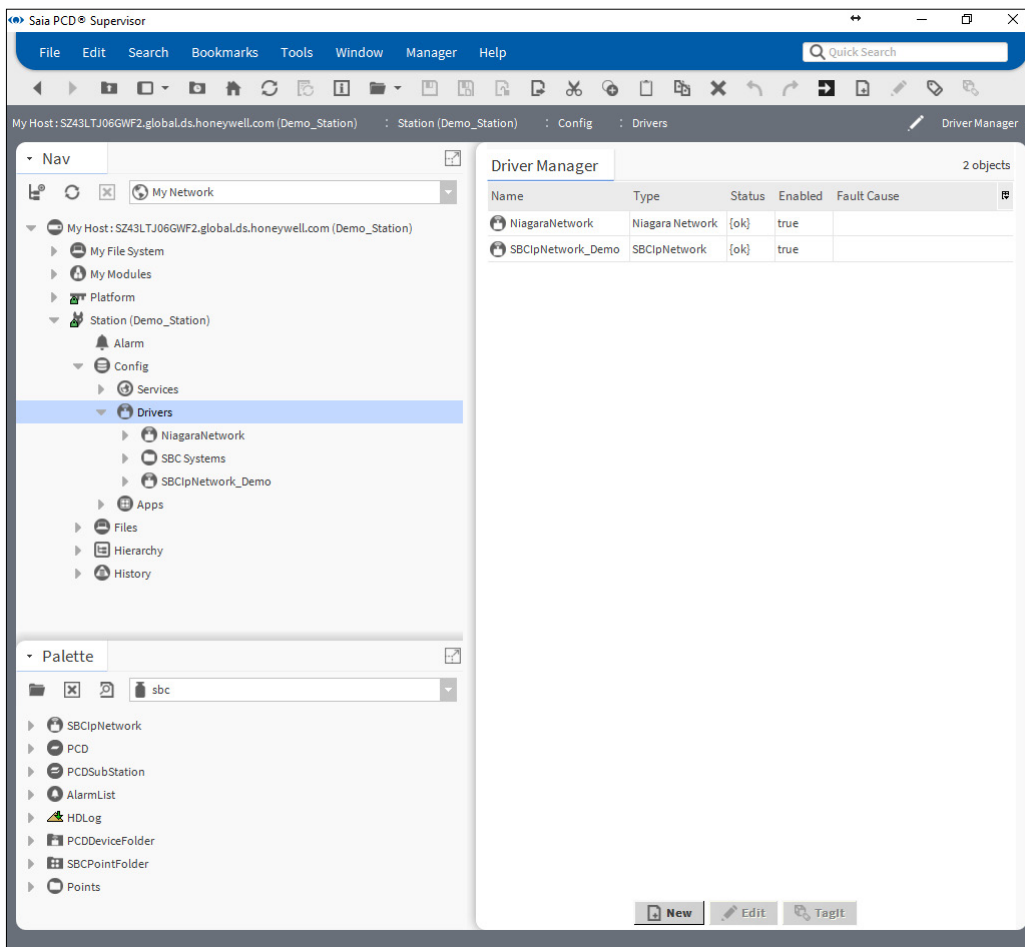 Saia PCD® Supervisor
File Edit Search Bookmarks Tools Window Manager Help Quick Search
My Host : SZ43LTJ06GWF2.global.ds.honeywell.com (Demo_Station) : Station (Demo_Station) : Config : Drivers Driver Manager
Nav
My Network
My Host : SZ43LTJ06GWF2.global.ds.honeywell.com (Demo_Station)
My File System
My Modules
Platform
Station (Demo_Station)
Alarm
Config
Services
Drivers
NiagaraNetwork
SBC Systems
SBCIpNetwork_Demo
Apps
Files
Hierarchy
History
Palette
sbc
SBCIpNetwork
PCD
PCDSubStation
AlarmList
HDLog
PCDDeviceFolder
SBCPointFolder
Points
Driver Manager 2 objects
Name Type Status Enabled Fault Cause
NiagaraNetwork Niagara Network {ok} true
SBCIpNetwork_Demo SBCIpNetwork {ok} true
New Edit TagIt